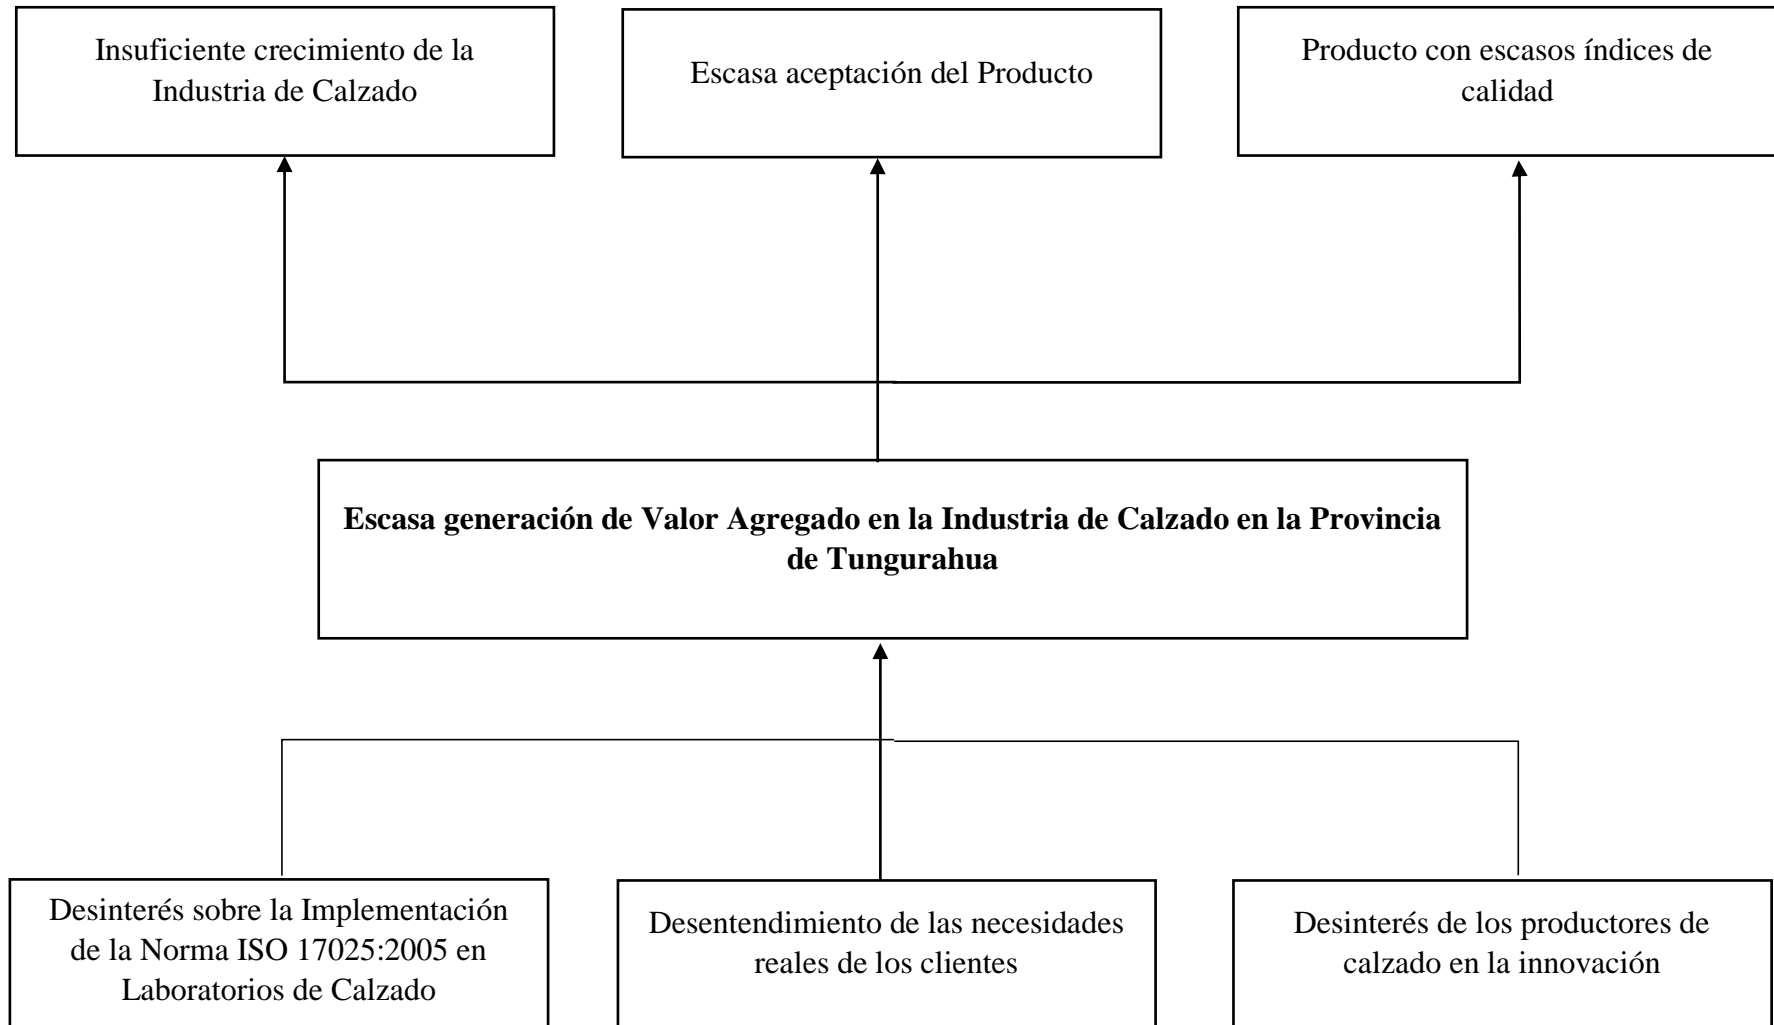 Insuficiente crecimiento de la
Industria de Calzado
Escasa aceptación del Producto
Producto con escasos índices de
calidad
Escasa generación de Valor Agregado en la Industria de Calzado en la Provincia
de Tungurahua
Desinterés sobre la Implementación
de la Norma ISO 17025:2005 en
Laboratorios de Calzado
Desentendimiento de las necesidades
reales de los clientes
Desinterés de los productores de
calzado en la innovación